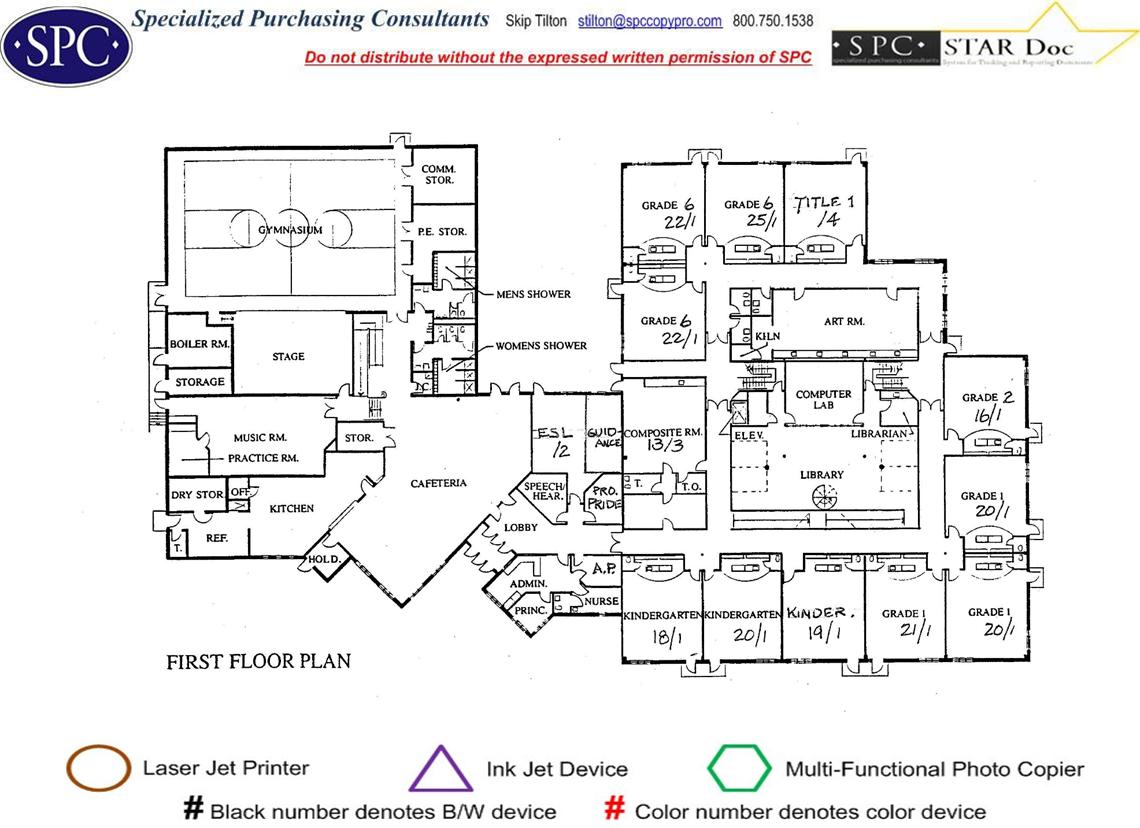 SPC
Specialized Purchasing Consultants Skip Tilton stilton@spccopypro.com 800.750.1538
Do not distribute without the expressed written permission of SPC
SPC STAR Doc
specialized purchasing consultants System for Tracking and Reporting Documents
COMM.
STOR.
GYMNASIUM
P.E. STOR.
MENS SHOWER
WOMENS SHOWER
BOILER RM.
STAGE
STORAGE
MUSIC RM.
PRACTICE RM.
STOR.
DRY STOR.
OFF.
KITCHEN
REF.
T.
HOLD.
CAFETERIA
ESL
12
GUID-
ANCE
SPEECH/
HEAR.
PRO.
PRIDE
LOBBY
A.P.
ADMIN.
PRINC.
NURSE
GRADE 6
22/1
GRADE 6
25/1
TITLE 1
/4
GRADE 6
22/1
KILN
ART RM.
COMPUTER
LAB
COMPOSITE RM.
13/3
ELEV.
LIBRARIAN
LIBRARY
T.
T.O.
GRADE 2
16/1
GRADE 1
20/1
KINDERGARTEN
18/1
KINDERGARTEN
20/1
KINDER.
19/1
GRADE 1
21/1
GRADE 1
20/1
FIRST FLOOR PLAN
Laser Jet Printer
Ink Jet Device
Multi-Functional Photo Copier
# Black number denotes B/W device
# Color number denotes color device